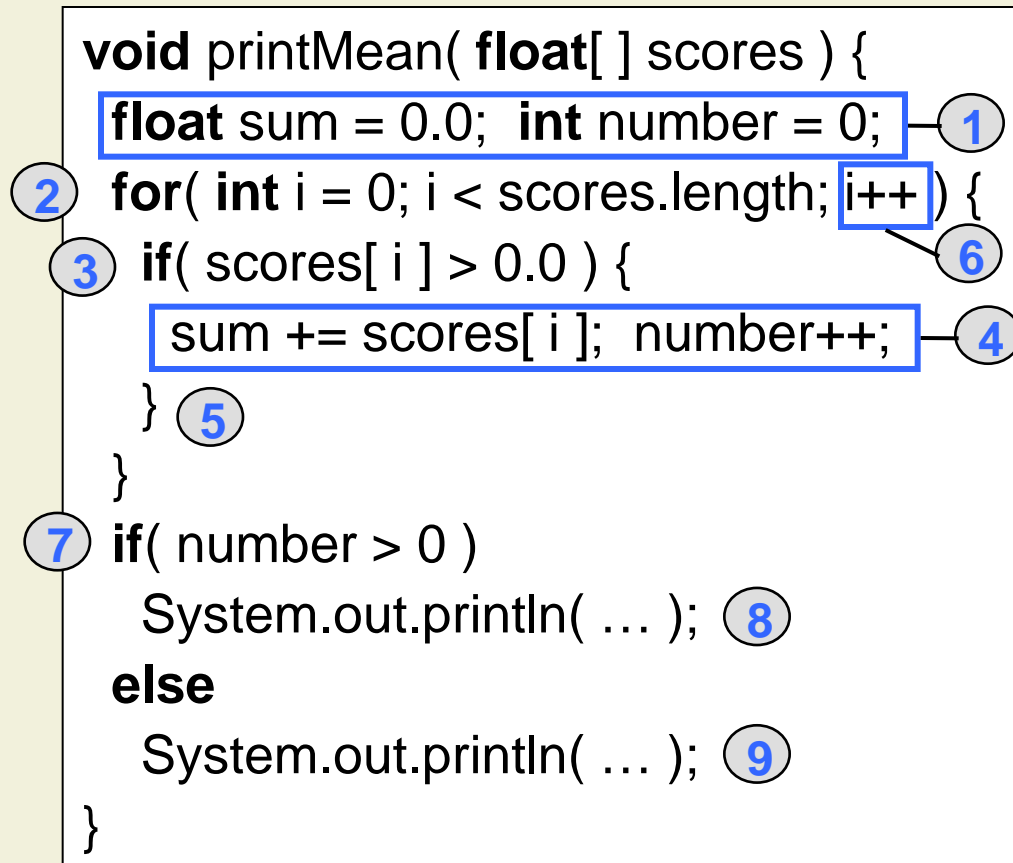 void printMean( float[ ] scores ) {
float sum = 0.0; int number = 0; 1
2 for( int i = 0; i < scores.length; i++ ) {
3 if( scores[ i ] > 0.0 ) { 6
sum += scores[ i ]; number++; 4
} 5
}
7 if( number > 0 )
System.out.println( … ); 8
else
System.out.println( … ); 9
}